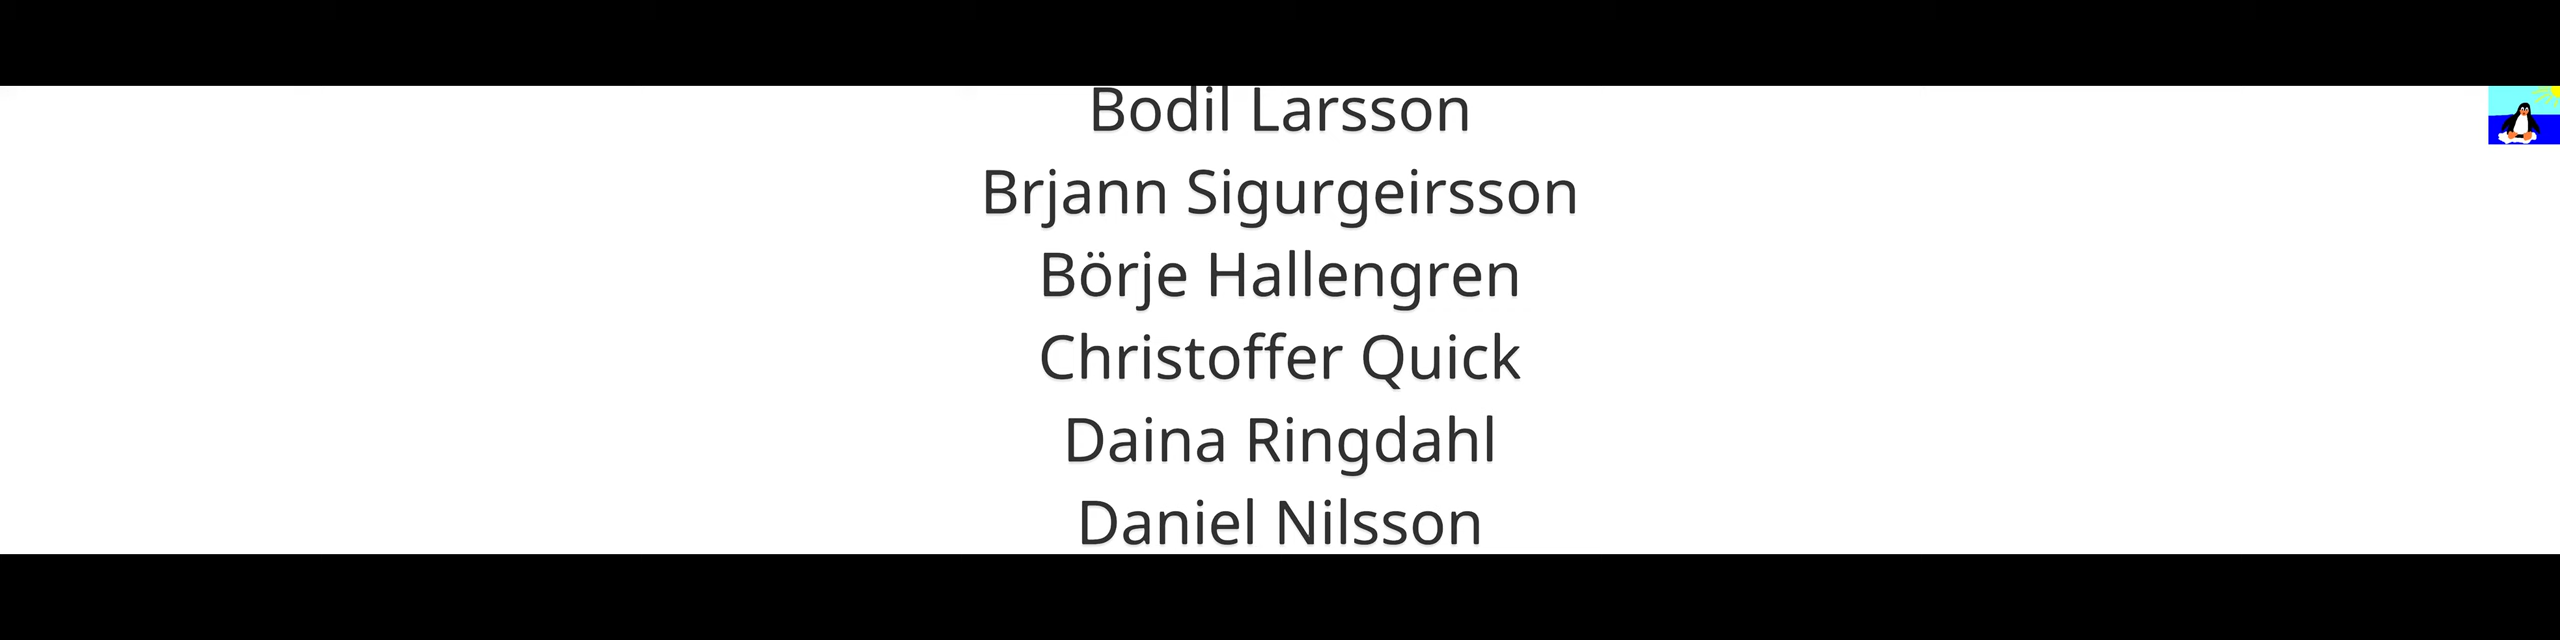 Bodil Larsson
Brjann Sigurgeirsson
Börje Hallengren
Christoffer Quick
Daina Ringdahl
Daniel Nilsson